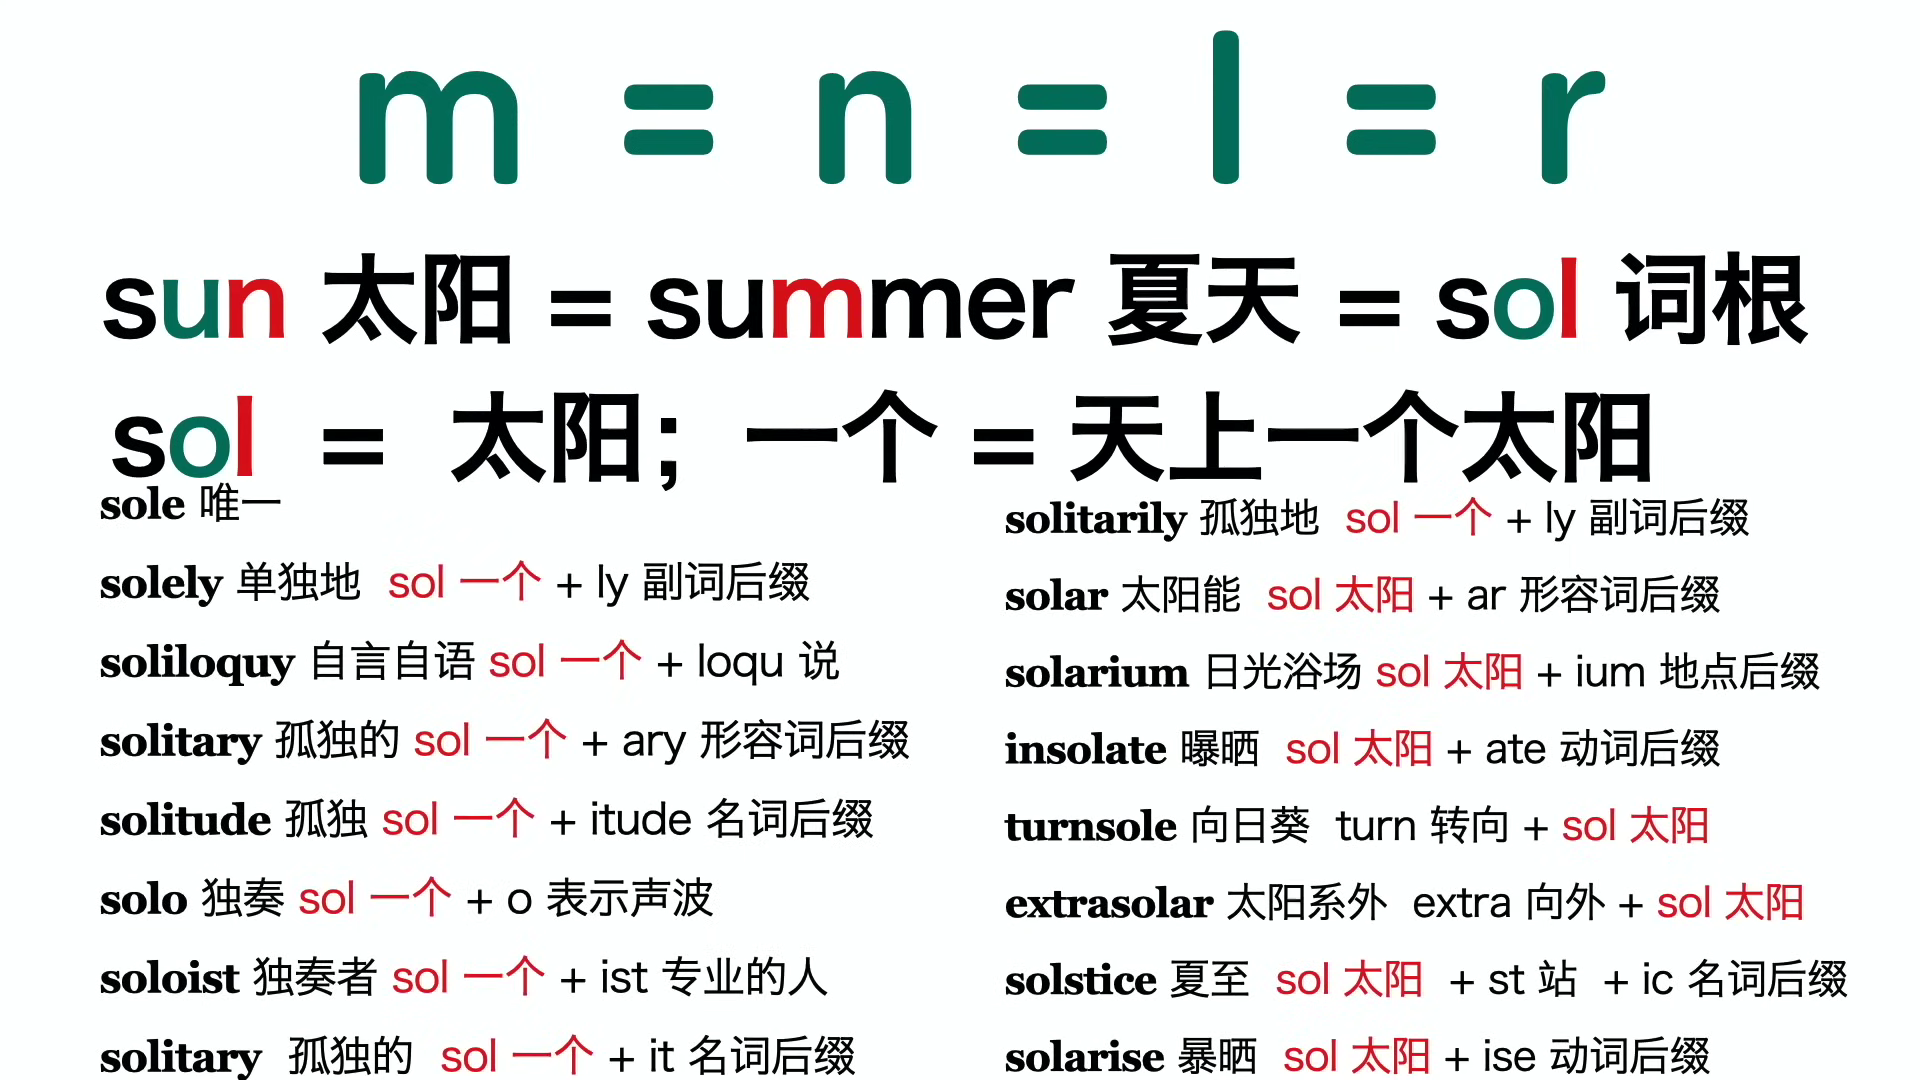 m = n = l = r
sun 太阳 = summer 夏天 = sol 词根
sol = 太阳；一个 = 天上一个太阳
sole 唯一
solely 单独地 sol 一个 + ly 副词后缀
soliloquy 自言自语 sol 一个 + loqu 说
solitary 孤独的 sol 一个 + ary 形容词后缀
solitude 孤独 sol 一个 + itude 名词后缀
solo 独奏 sol 一个 + o 表示声波
soloist 独奏者 sol 一个 + ist 专业的人
solitary 孤独的 sol 一个 + it 名词后缀
solitarily 孤独地 sol 一个 + ly 副词后缀
solar 太阳能 sol 太阳 + ar 形容词后缀
solarium 日光浴场 sol 太阳 + ium 地点后缀
insolate 曝晒 sol 太阳 + ate 动词后缀
turnsole 向日葵 turn 转向 + sol 太阳
extrasolar 太阳系外 extra 向外 + sol 太阳
solstice 夏至 sol 太阳 + st 站 + ic 名词后缀
solarise 暴晒 sol 太阳 + ise 动词后缀